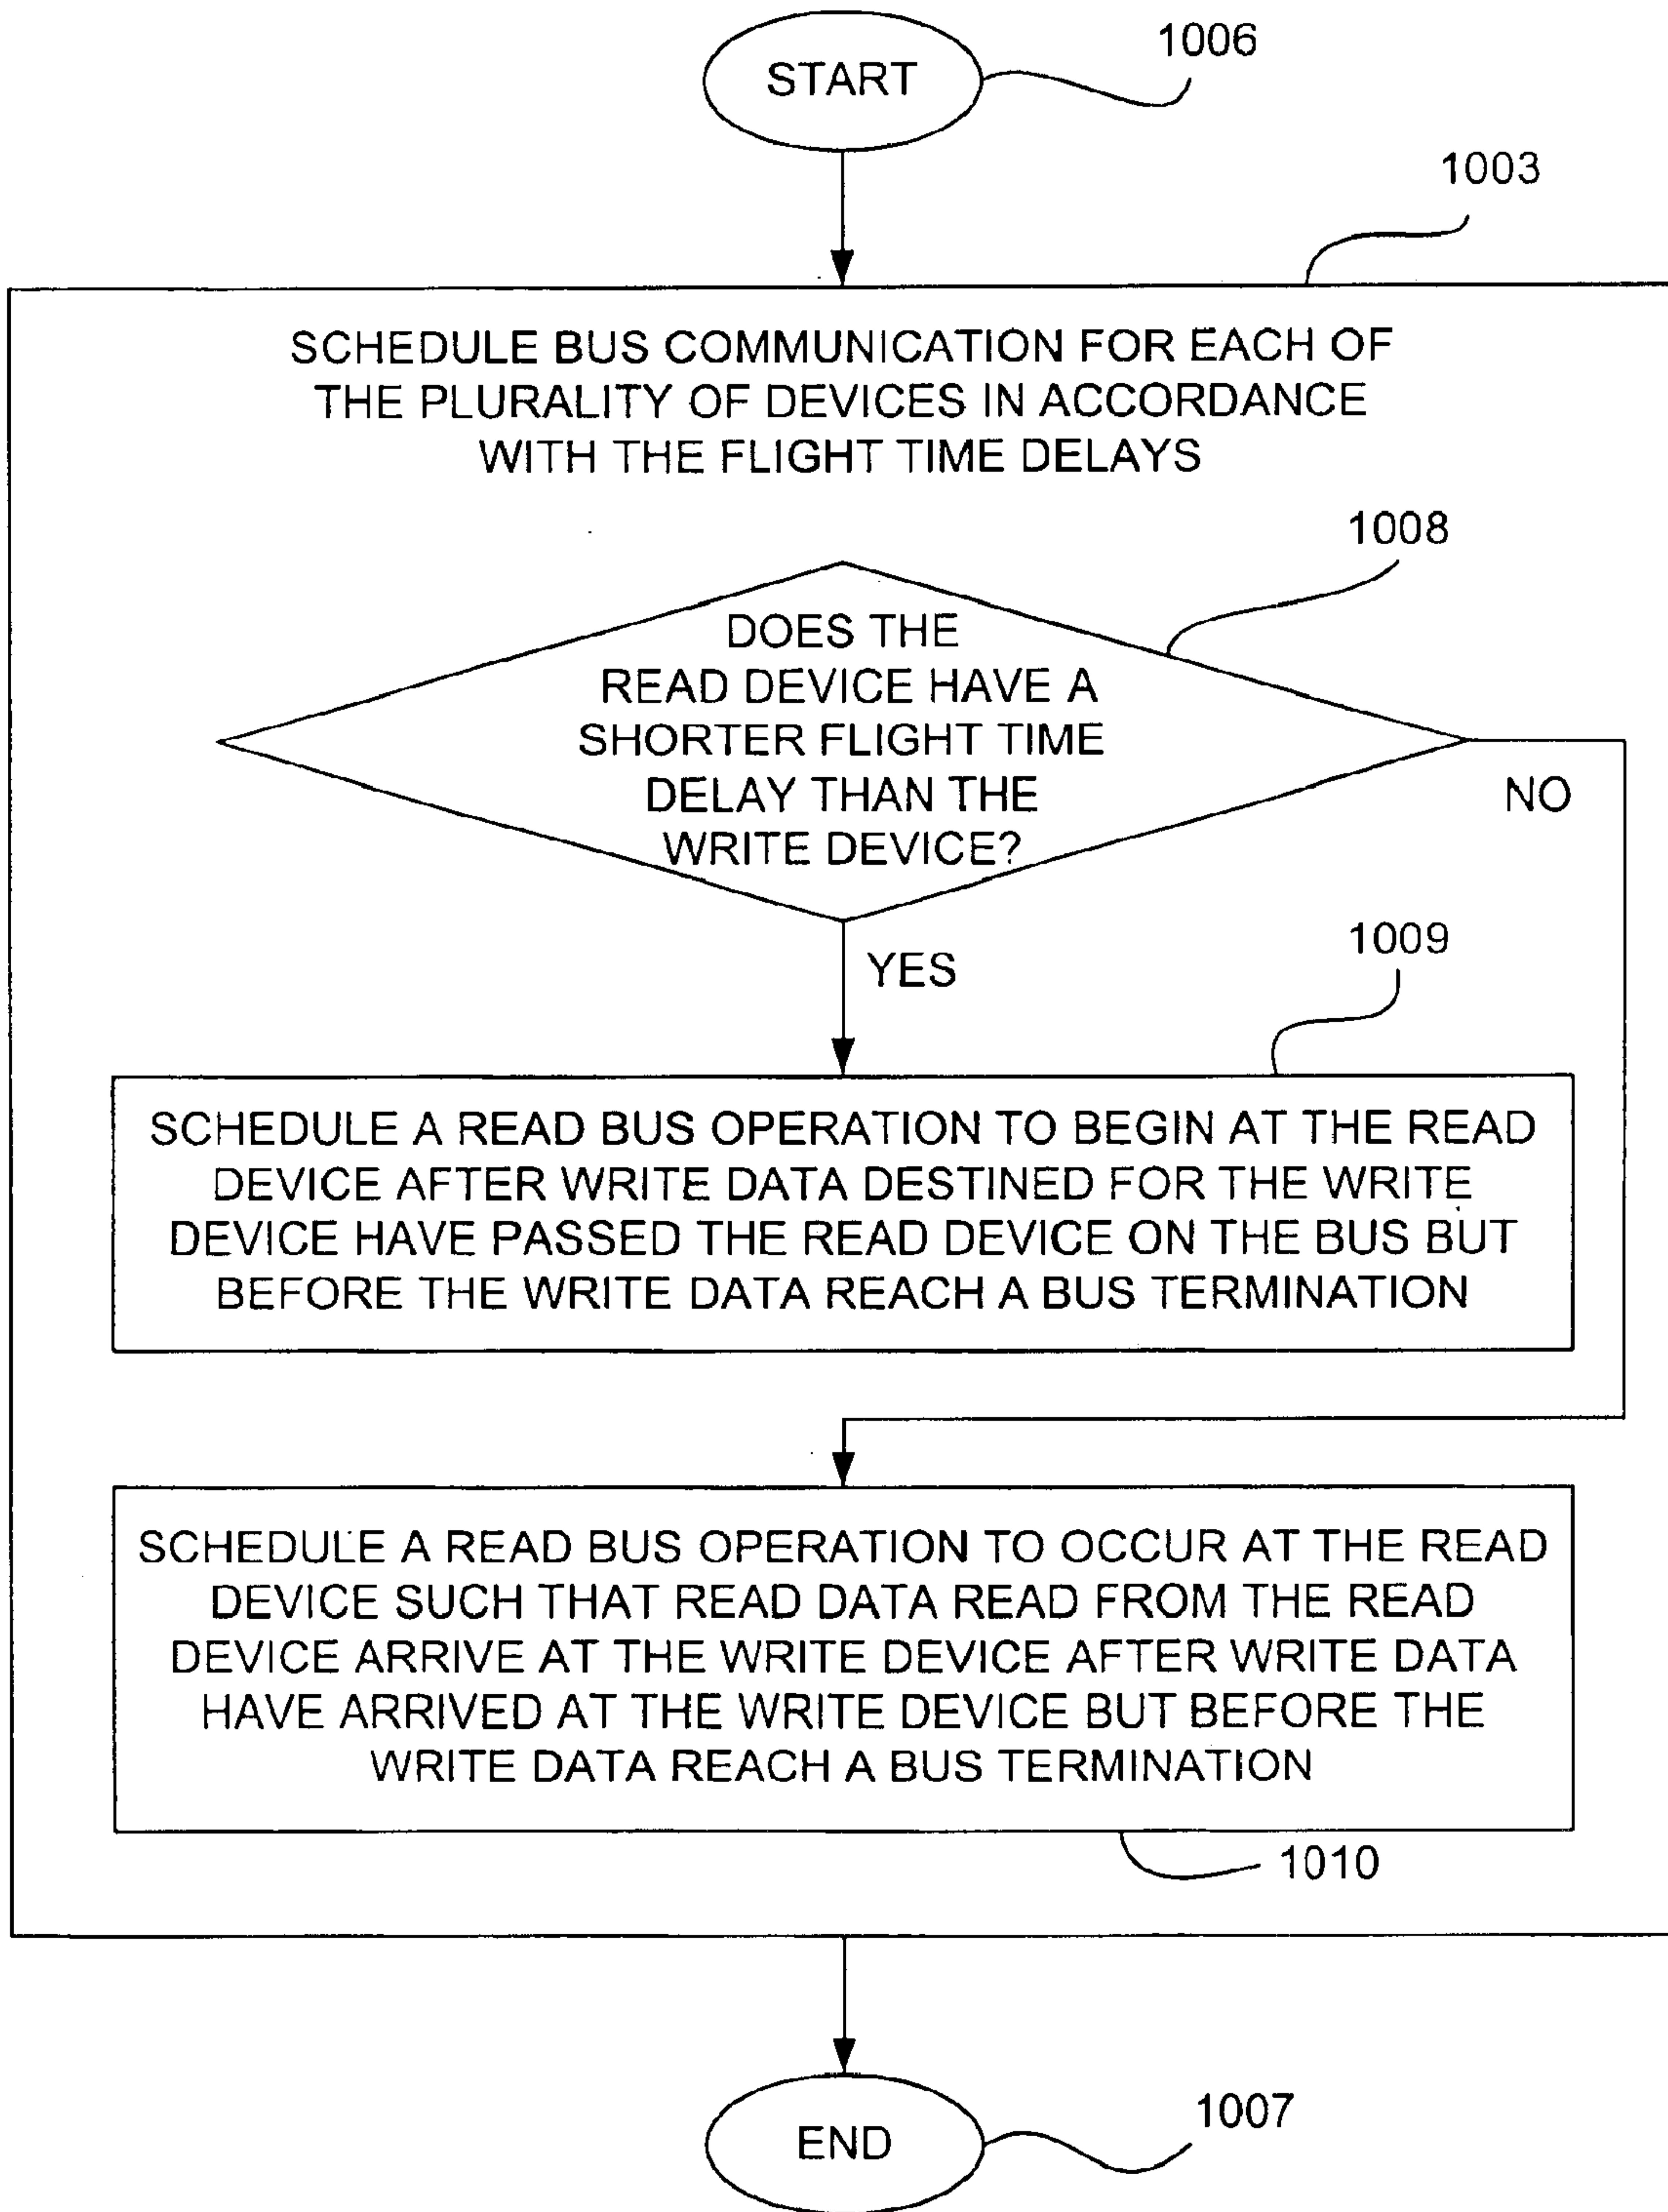 START
1006
1003
SCHEDULE BUS COMMUNICATION FOR EACH OF
THE PLURALITY OF DEVICES IN ACCORDANCE
WITH THE FLIGHT TIME DELAYS
1008
DOES THE
READ DEVICE HAVE A
SHORTER FLIGHT TIME
DELAY THAN THE
WRITE DEVICE?
NO
YES
1009
SCHEDULE A READ BUS OPERATION TO BEGIN AT THE READ
DEVICE AFTER WRITE DATA DESTINED FOR THE WRITE
DEVICE HAVE PASSED THE READ DEVICE ON THE BUS BUT
BEFORE THE WRITE DATA REACH A BUS TERMINATION
SCHEDULE A READ BUS OPERATION TO OCCUR AT THE READ
DEVICE SUCH THAT READ DATA READ FROM THE READ
DEVICE ARRIVE AT THE WRITE DEVICE AFTER WRITE DATA
HAVE ARRIVED AT THE WRITE DEVICE BUT BEFORE THE
WRITE DATA REACH A BUS TERMINATION
1010
END
1007